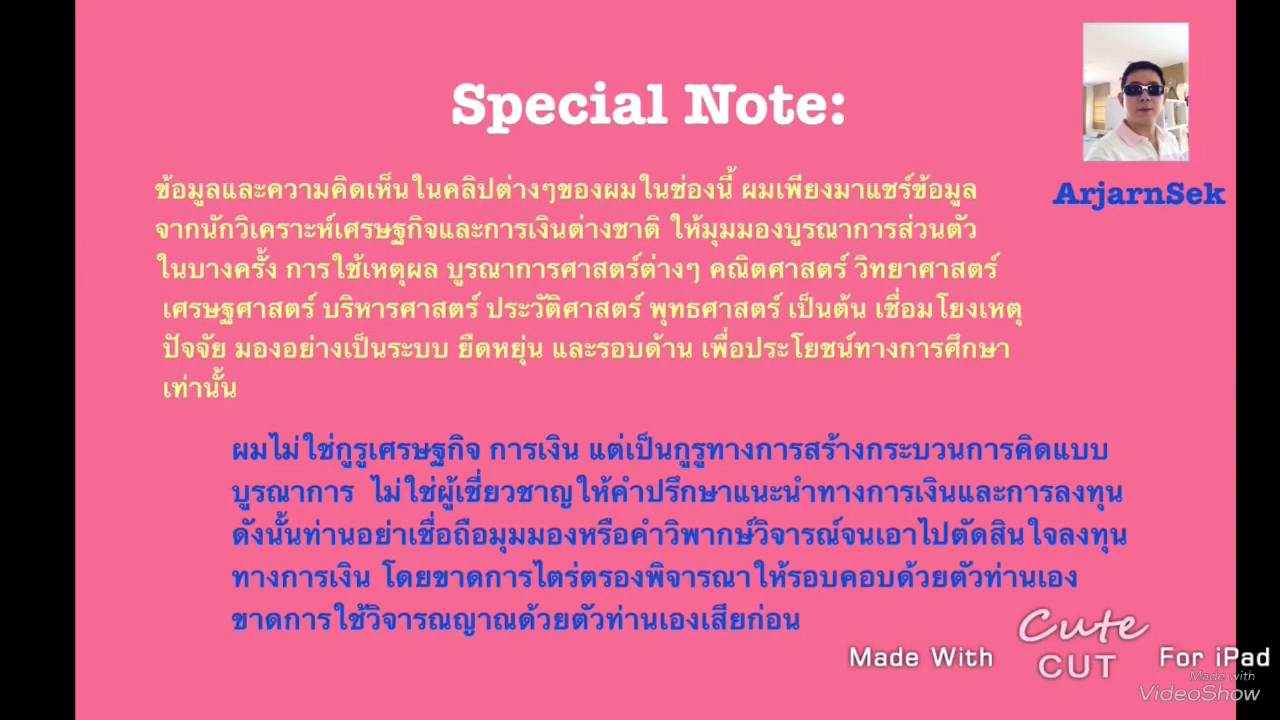 Special Note:
ArjarnSek
ข้อมูลและความคิดเห็นในคลิปต่างๆของผมในช่องนี้ ผมเพียงมาแชร์ข้อมูล
จากนักวิเคราะห์เศรษฐกิจและการเงินต่างชาติ ให้มุมมองบูรณาการส่วนตัว
ในบางครั้ง การใช้เหตุผล บูรณาการศาสตร์ต่างๆ คณิตศาสตร์ วิทยาศาสตร์
เศรษฐศาสตร์ บริหารศาสตร์ ประวัติศาสตร์ พุทธศาสตร์ เป็นต้น เชื่อมโยงเหตุ
ปัจจัย มองอย่างเป็นระบบ ยืดหยุ่น และรอบด้าน เพื่อประโยชน์ทางการศึกษา
เท่านั้น
ผมไม่ใช่กูรูเศรษฐกิจ การเงิน แต่เป็นกูรูทางการสร้างกระบวนการคิดแบบ
บูรณาการ ไม่ใช่ผู้เชี่ยวชาญให้คำปรึกษาแนะนำทางการเงินและการลงทุน
ดังนั้นท่านอย่าเชื่อถือมุมมองหรือคำวิพากษ์วิจารณ์จนเอาไปตัดสินใจลงทุน
ทางการเงิน โดยขาดการไตร่ตรองพิจารณาให้รอบคอบด้วยตัวท่านเอง
ขาดการใช้วิจารณญาณด้วยตัวท่านเองเสียก่อน
Made With Cute CUT For iPad
Made with
VideoShow